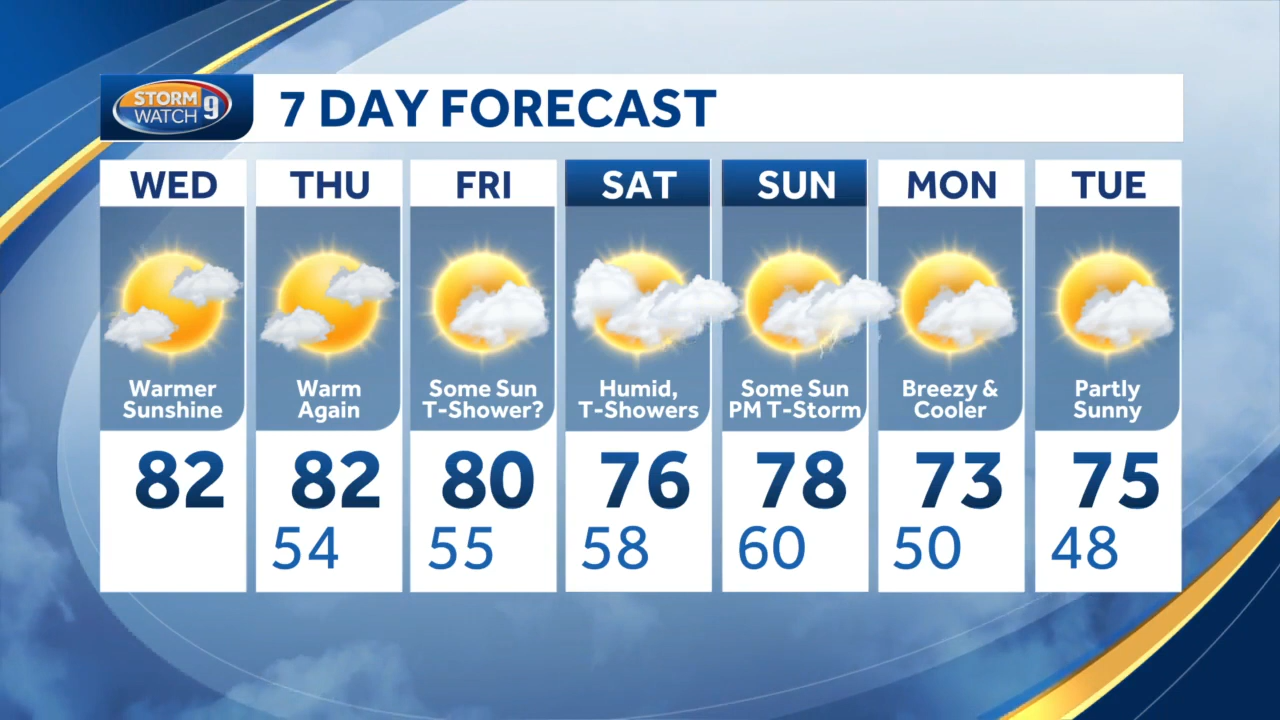 STORM
WATCH 9
7 DAY FORECAST
WED THU FRI SAT SUN MON TUE
Warmer
Sunshine
Warm
Again
Some Sun
T-Shower?
Humid,
T-Showers
Some Sun
PM T-Storm
Breezy &
Cooler
Partly
Sunny
82 82 80 76 78 73 75
54 55 58 60 50 48